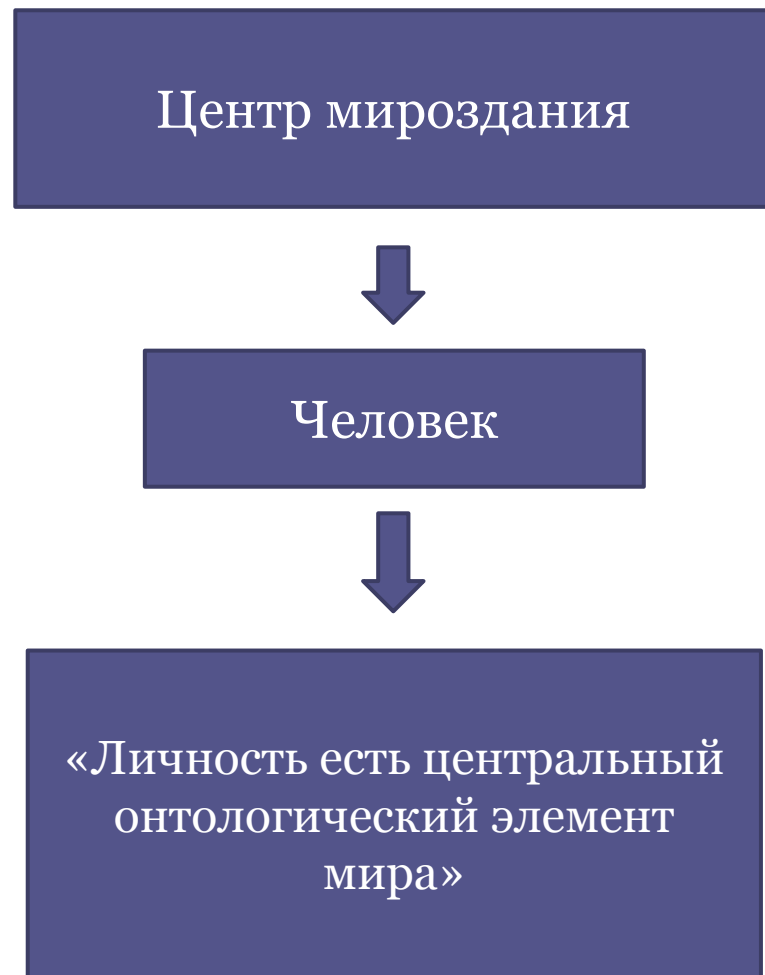 Центр мироздания
Человек
«Личность есть центральный
онтологический элемент
мира»